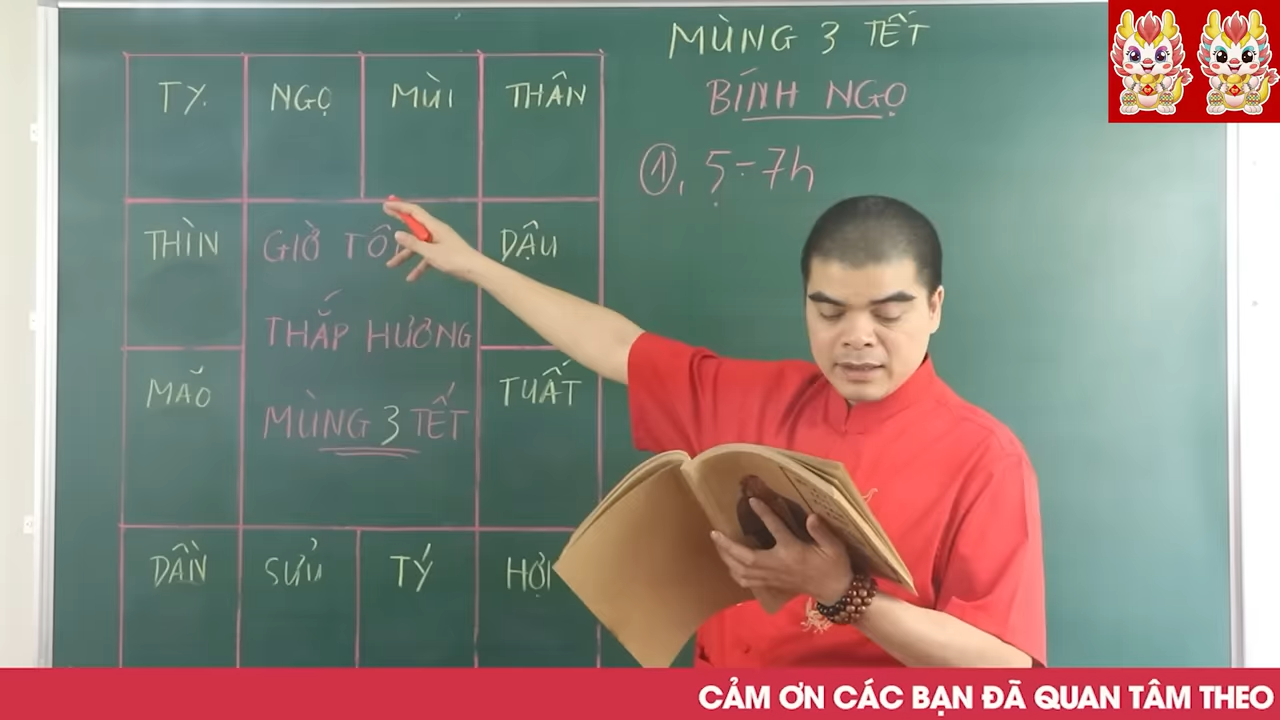 MÙNG 3 TẾT
BÍNH NGỌ
①, 5-7h
TỴ NGỌ MÙI THÂN
THÌN DẬU
GIỜ
THẮP HƯƠNG
MÙNG 3 TẾT
MÃO TUẤT
DẦN SỬU TÝ HỢI
CẢM ƠN CÁC BẠN ĐÃ QUAN TÂM THEO